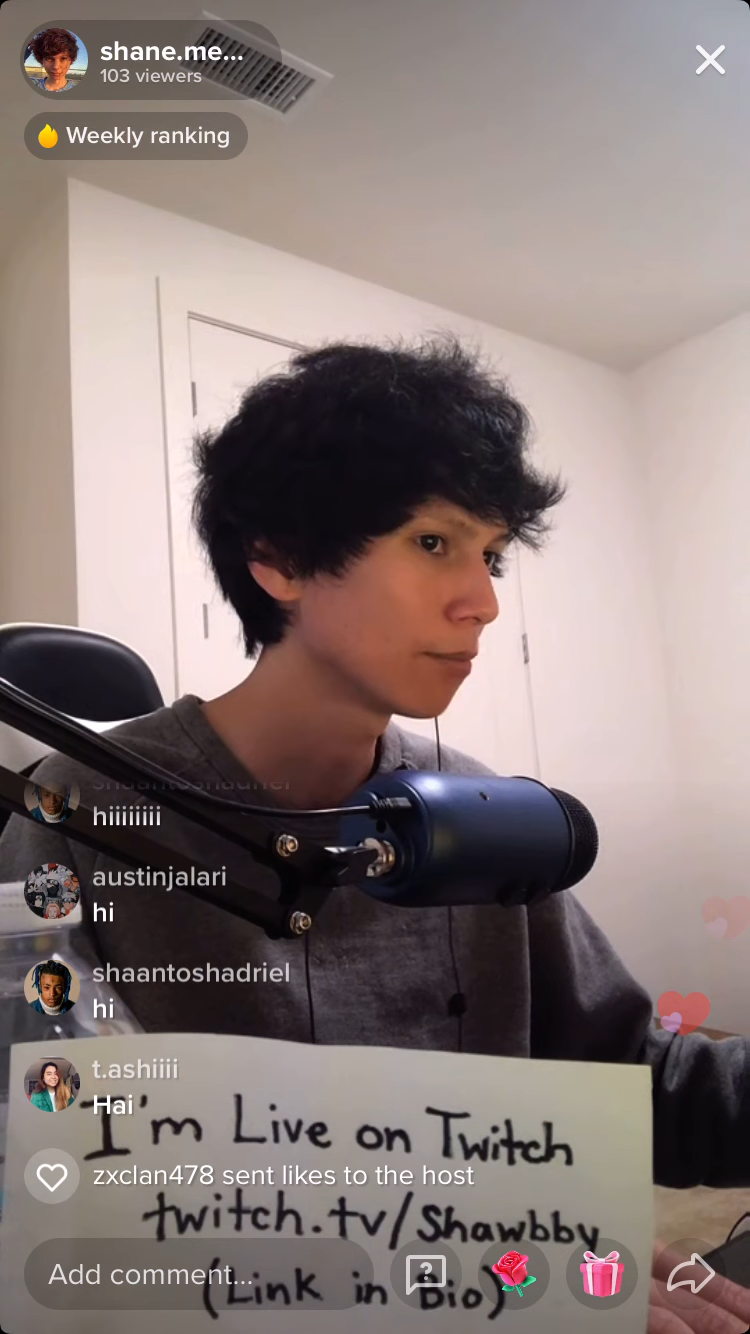 shane.me...
103 viewers
Weekly ranking
hiiiiiiii
austinjalari
hi
shaantoshadriel
hi
t.ashiiii
Hai
I'm Live on Twitch
zxclan478 sent likes to the host
twitch.tv/Shawbby
Add comment...
(Link in Bio)